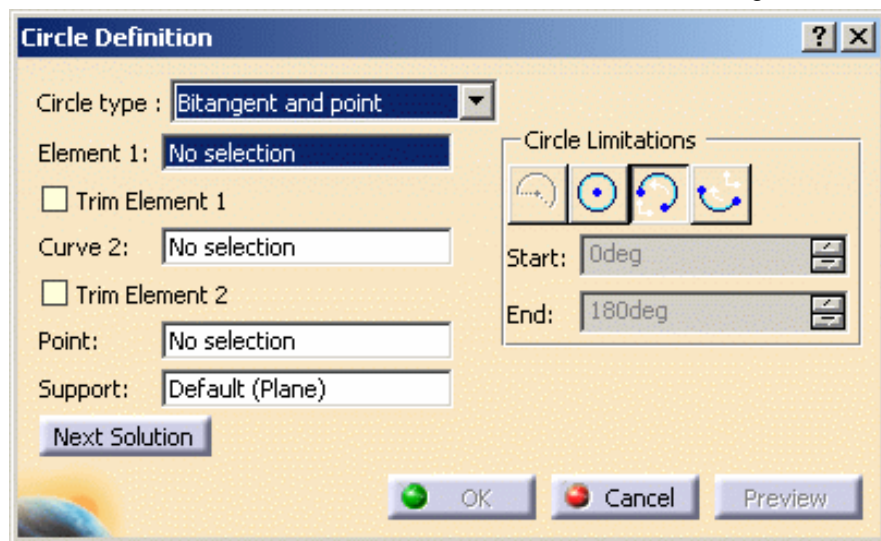 Circle Definition
Circle type : Bitangent and point
Element 1: No selection
Trim Element 1
Curve 2: No selection
Trim Element 2
Point: No selection
Support: Default (Plane)
Next Solution
Circle Limitations
Start: 0deg
End: 180deg
OK
Cancel
Preview